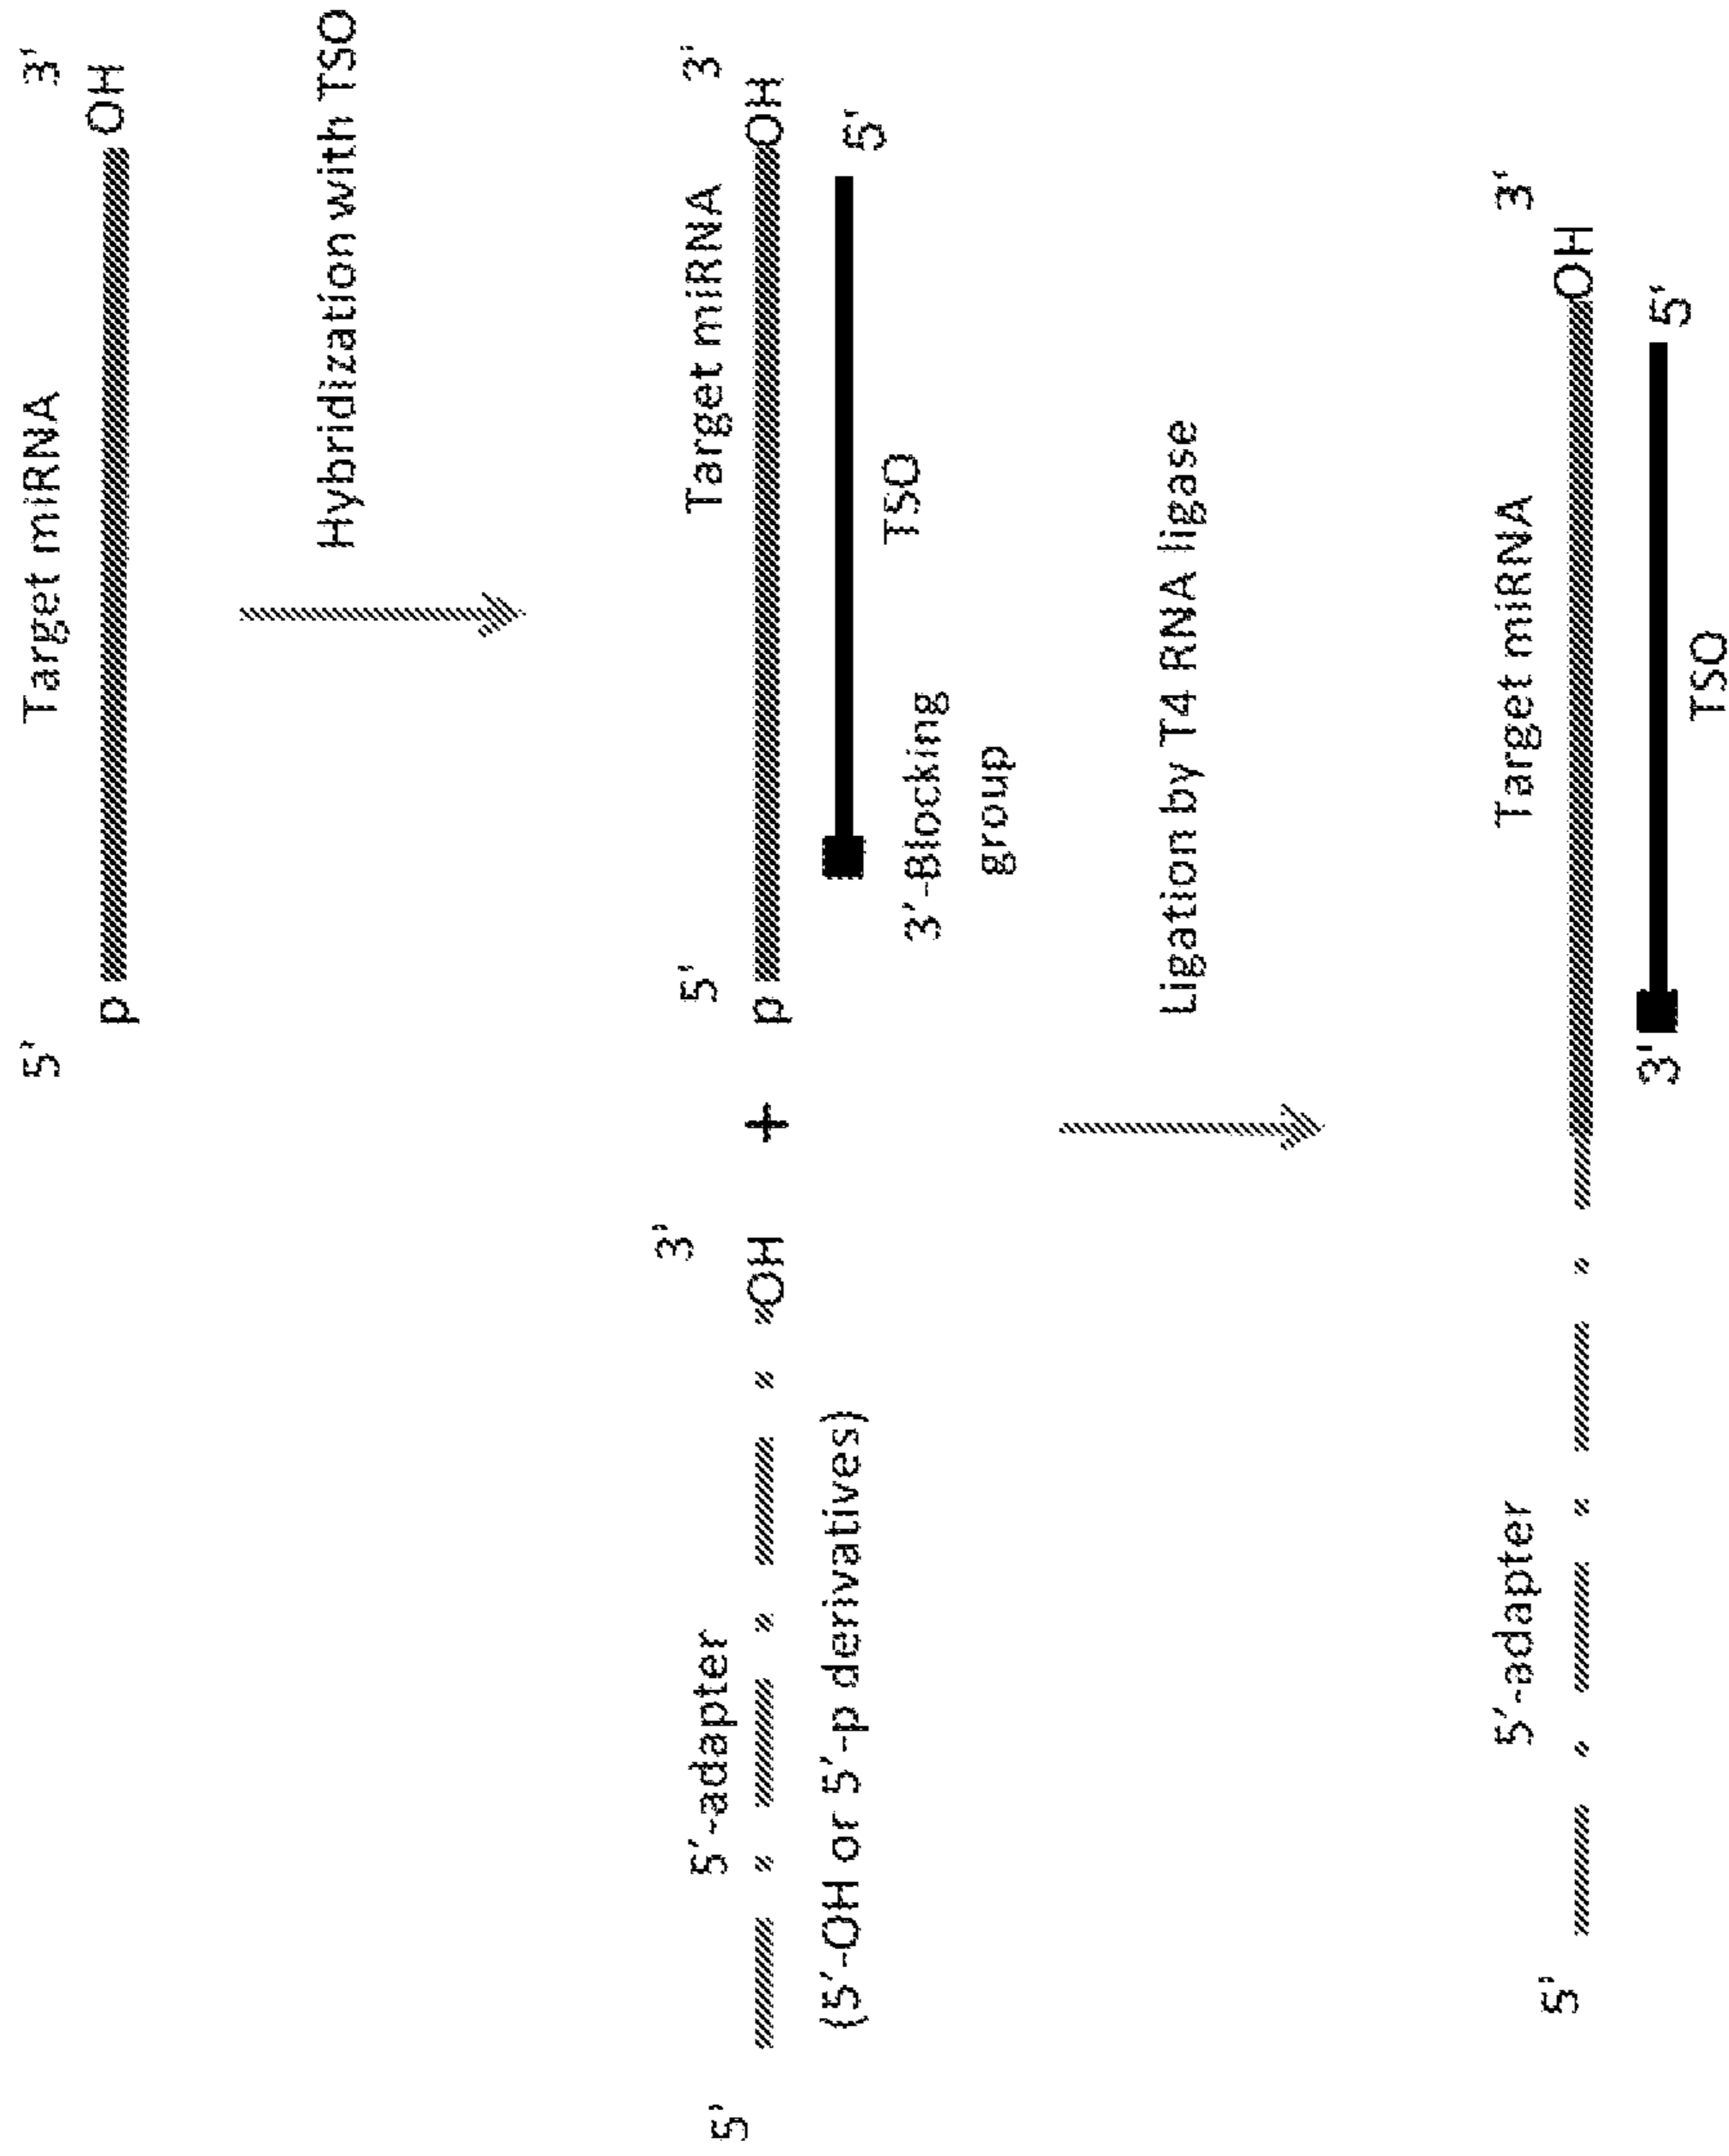 Target miRNA
5'
3'
p
OH
Hybridization with TSO
5'
5'-adapter
3'
5'
Target miRNA
3'
OH
+
p
OH
(5'-OH or 5'-p derivatives)
5'
TSO
3'-Blocking
group
Ligation by T4 RNA ligase
5'
5'-adapter
Target miRNA
3'
OH
3'
5'
TSO